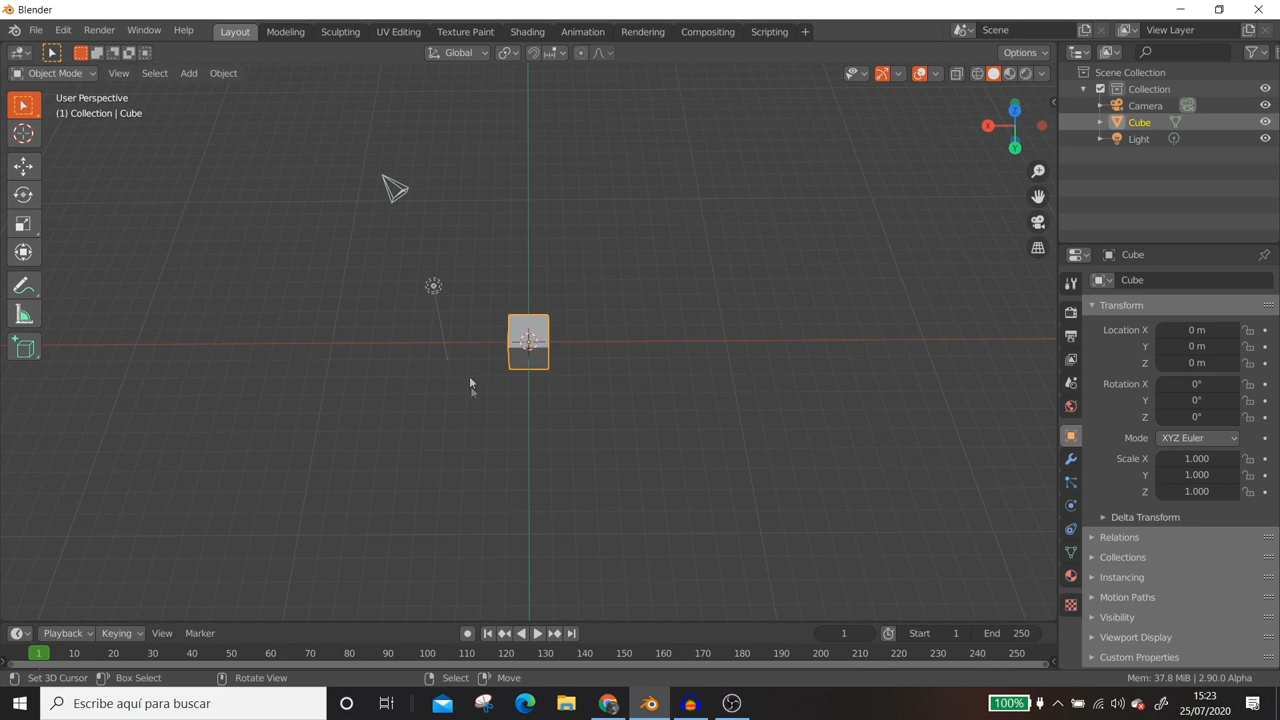 Blender
File Edit Render Window Help
Layout Modeling Sculpting UV Editing Texture Paint Shading Animation Rendering Compositing Scripting +
Scene
View Layer
Global
Options
Object Mode View Select Add Object
User Perspective
(1) Collection | Cube
X
Z
Y
Scene Collection
Collection
Camera
Cube
Light
Cube
Cube
Transform
Location X 0 m
Y 0 m
Z 0 m
Rotation X 0°
Y 0°
Z 0°
Mode XYZ Euler
Scale X 1.000
Y 1.000
Z 1.000
Delta Transform
Relations
Collections
Instancing
Motion Paths
Visibility
Viewport Display
Custom Properties
Playback Keying View Marker
1 Start 1 End 250
1 10 20 30 40 50 60 70 80 90 100 110 120 130 140 150 160 170 180 190 200 210 220 230 240 250
Set 3D Cursor Box Select Rotate View Select Move
Mem: 37.8 MiB | 2.90.0 Alpha
Escribe aquí para buscar
100%
15:23
25/07/2020